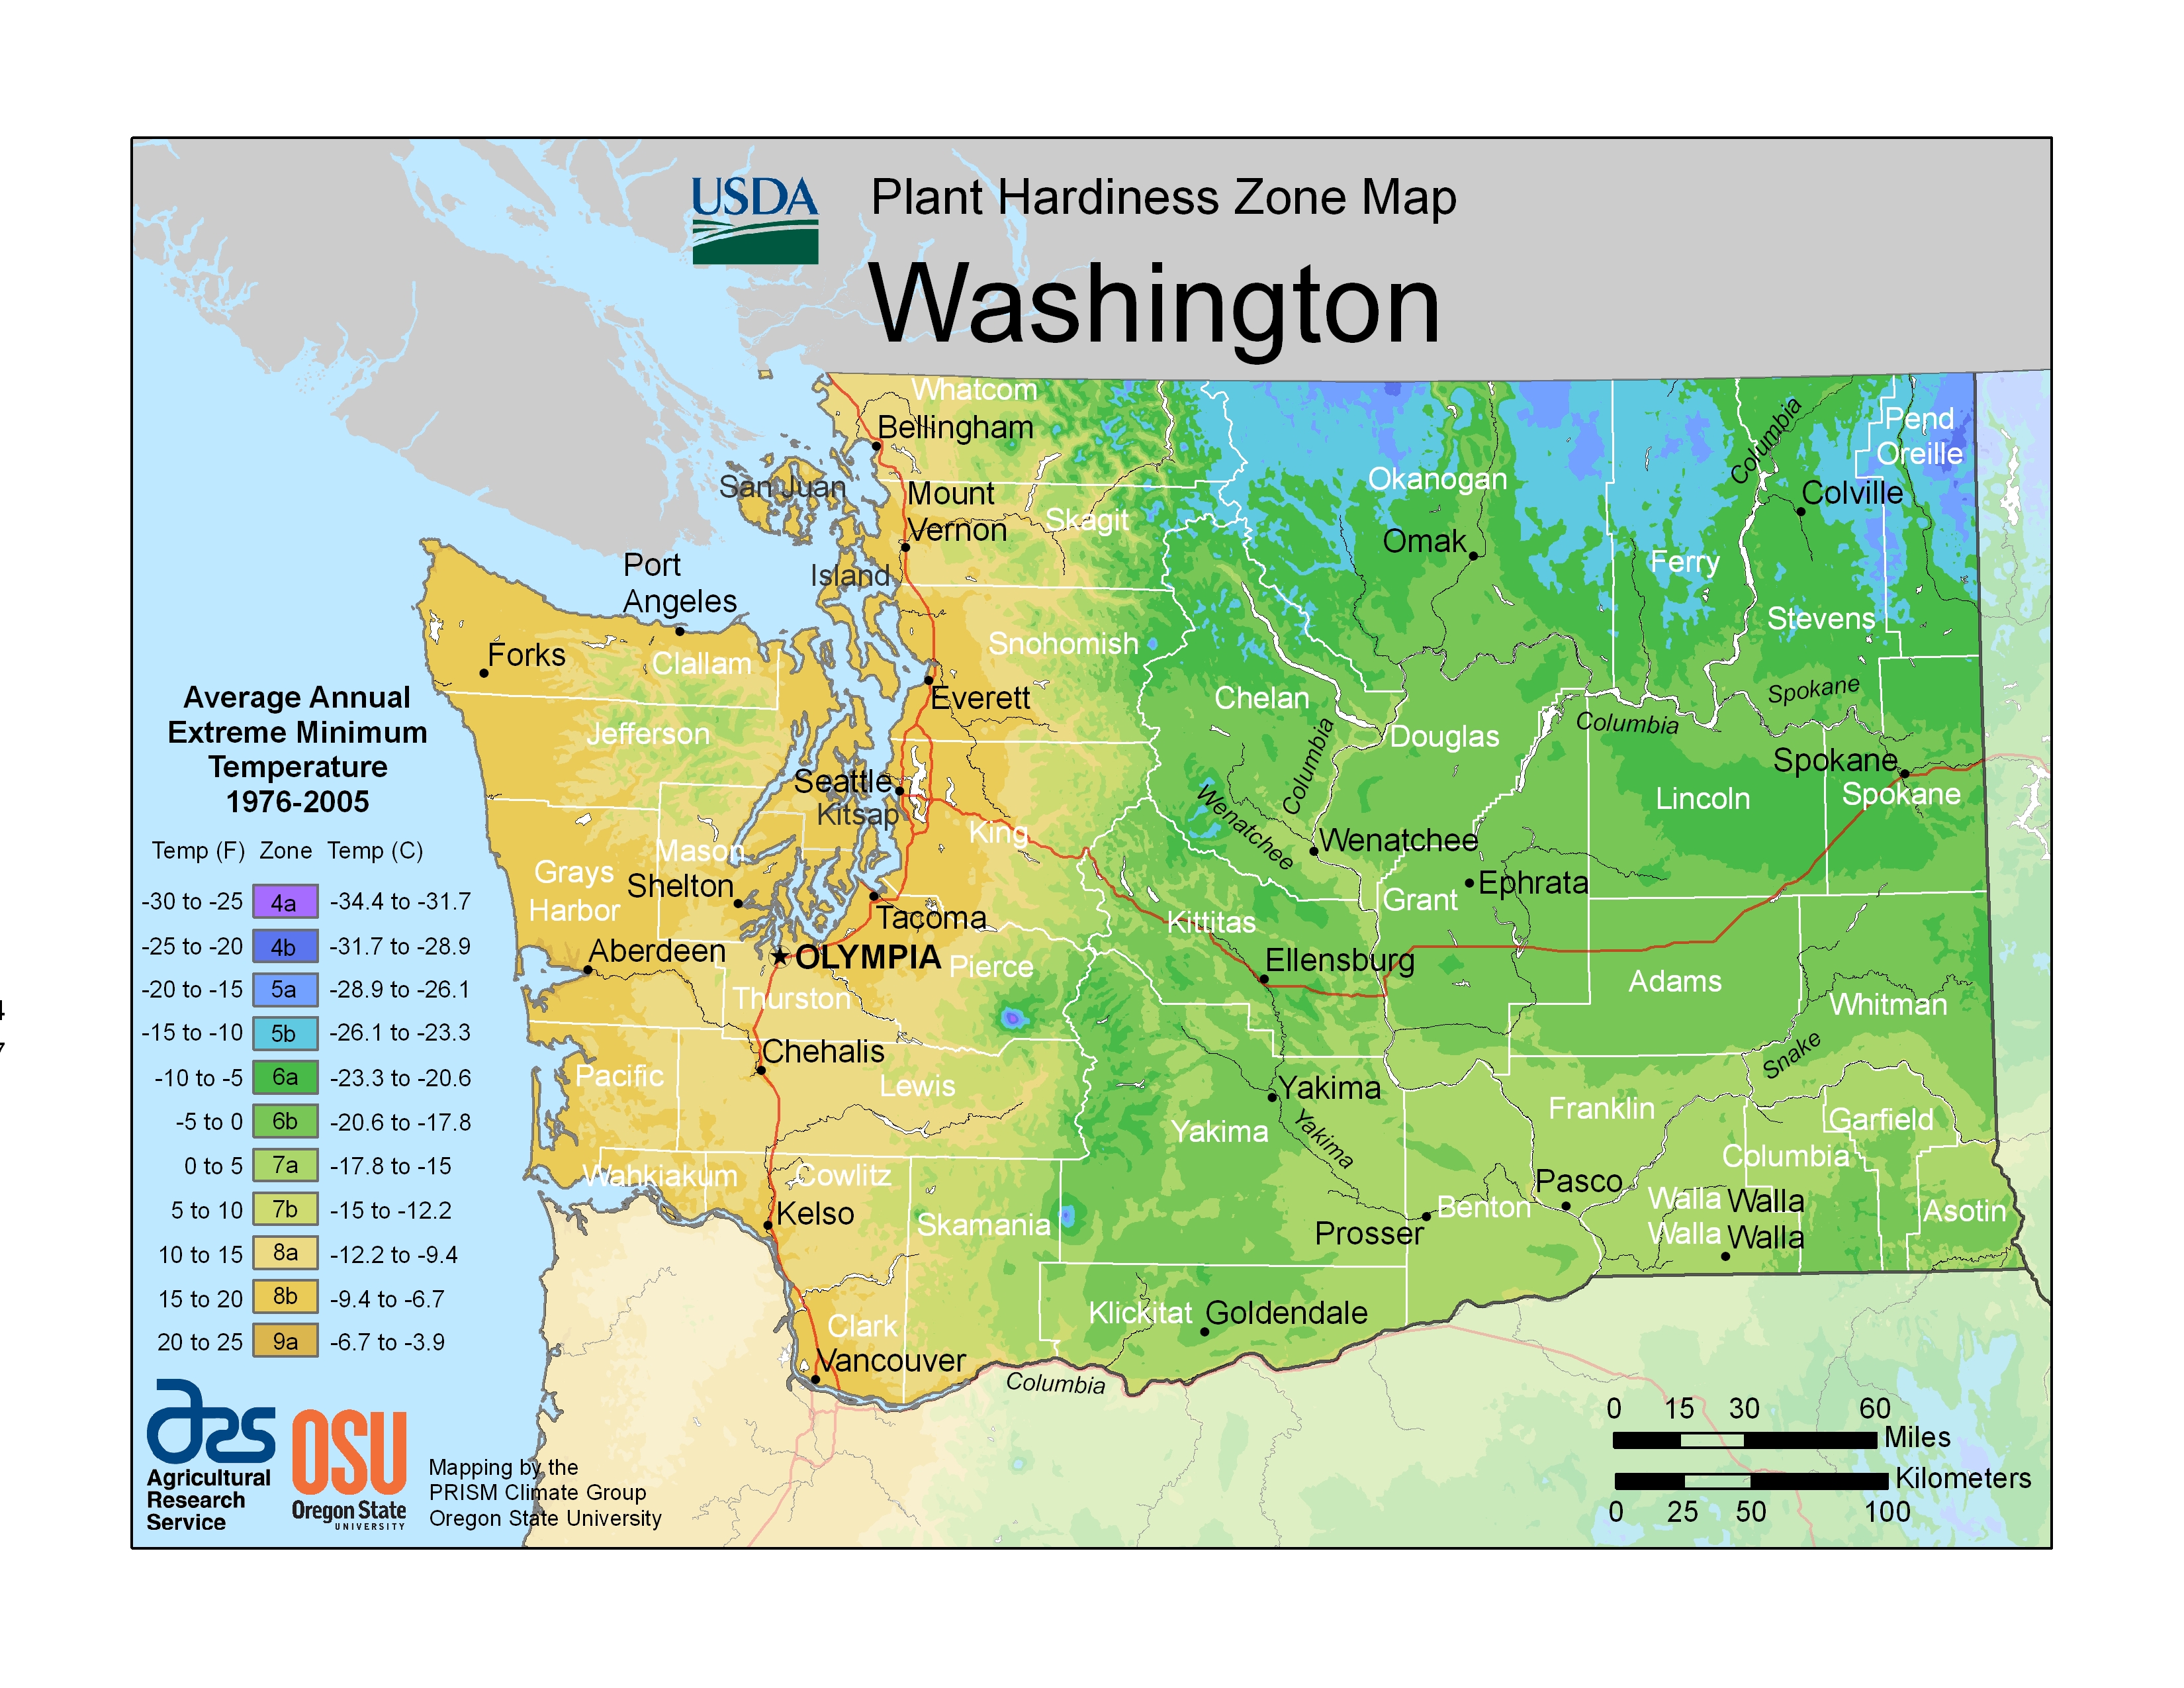 USDA
Plant Hardiness Zone Map
Washington
Whatcom
Bellingham
San Juan
Mount
Vernon
Skagit
Island
Port
Angeles
Forks
Clallam
Snohomish
Everett
Jefferson
Seattle
Kitsap
King
Mason
Shelton
Grays
Harbor
Tacoma
Aberdeen
OLYMPIA
Pierce
Thurston
Chehalis
Pacific
Lewis
Wahkiakum
Cowlitz
Kelso
Skamania
Clark
Vancouver
Columbia
Okanogan
Omak
Ferry
Columbia
Colville
Pend
Oreille
Stevens
Chelan
Columbia
Douglas
Columbia
Spokane
Spokane
Spokane
Lincoln
Wenatchee
Wenatchee
Ephrata
Grant
Kittitas
Ellensburg
Adams
Whitman
Snake
Yakima
Yakima
Yakima
Franklin
Garfield
Columbia
Pasco
Benton
Prosser
Walla
Walla
Walla
Walla
Asotin
Klickitat
Goldendale
Average Annual
Extreme Minimum
Temperature
1976-2005
Temp (F) Zone Temp (C)
-30 to -25 4a -34.4 to -31.7
-25 to -20 4b -31.7 to -28.9
-20 to -15 5a -28.9 to -26.1
-15 to -10 5b -26.1 to -23.3
-10 to -5 6a -23.3 to -20.6
-5 to 0 6b -20.6 to -17.8
0 to 5 7a -17.8 to -15
5 to 10 7b -15 to -12.2
10 to 15 8a -12.2 to -9.4
15 to 20 8b -9.4 to -6.7
20 to 25 9a -6.7 to -3.9
ars
Agricultural
Research
Service
OSU
Oregon State
UNIVERSITY
Mapping by the
PRISM Climate Group
Oregon State University
0 15 30 60
Miles
Kilometers
0 25 50 100